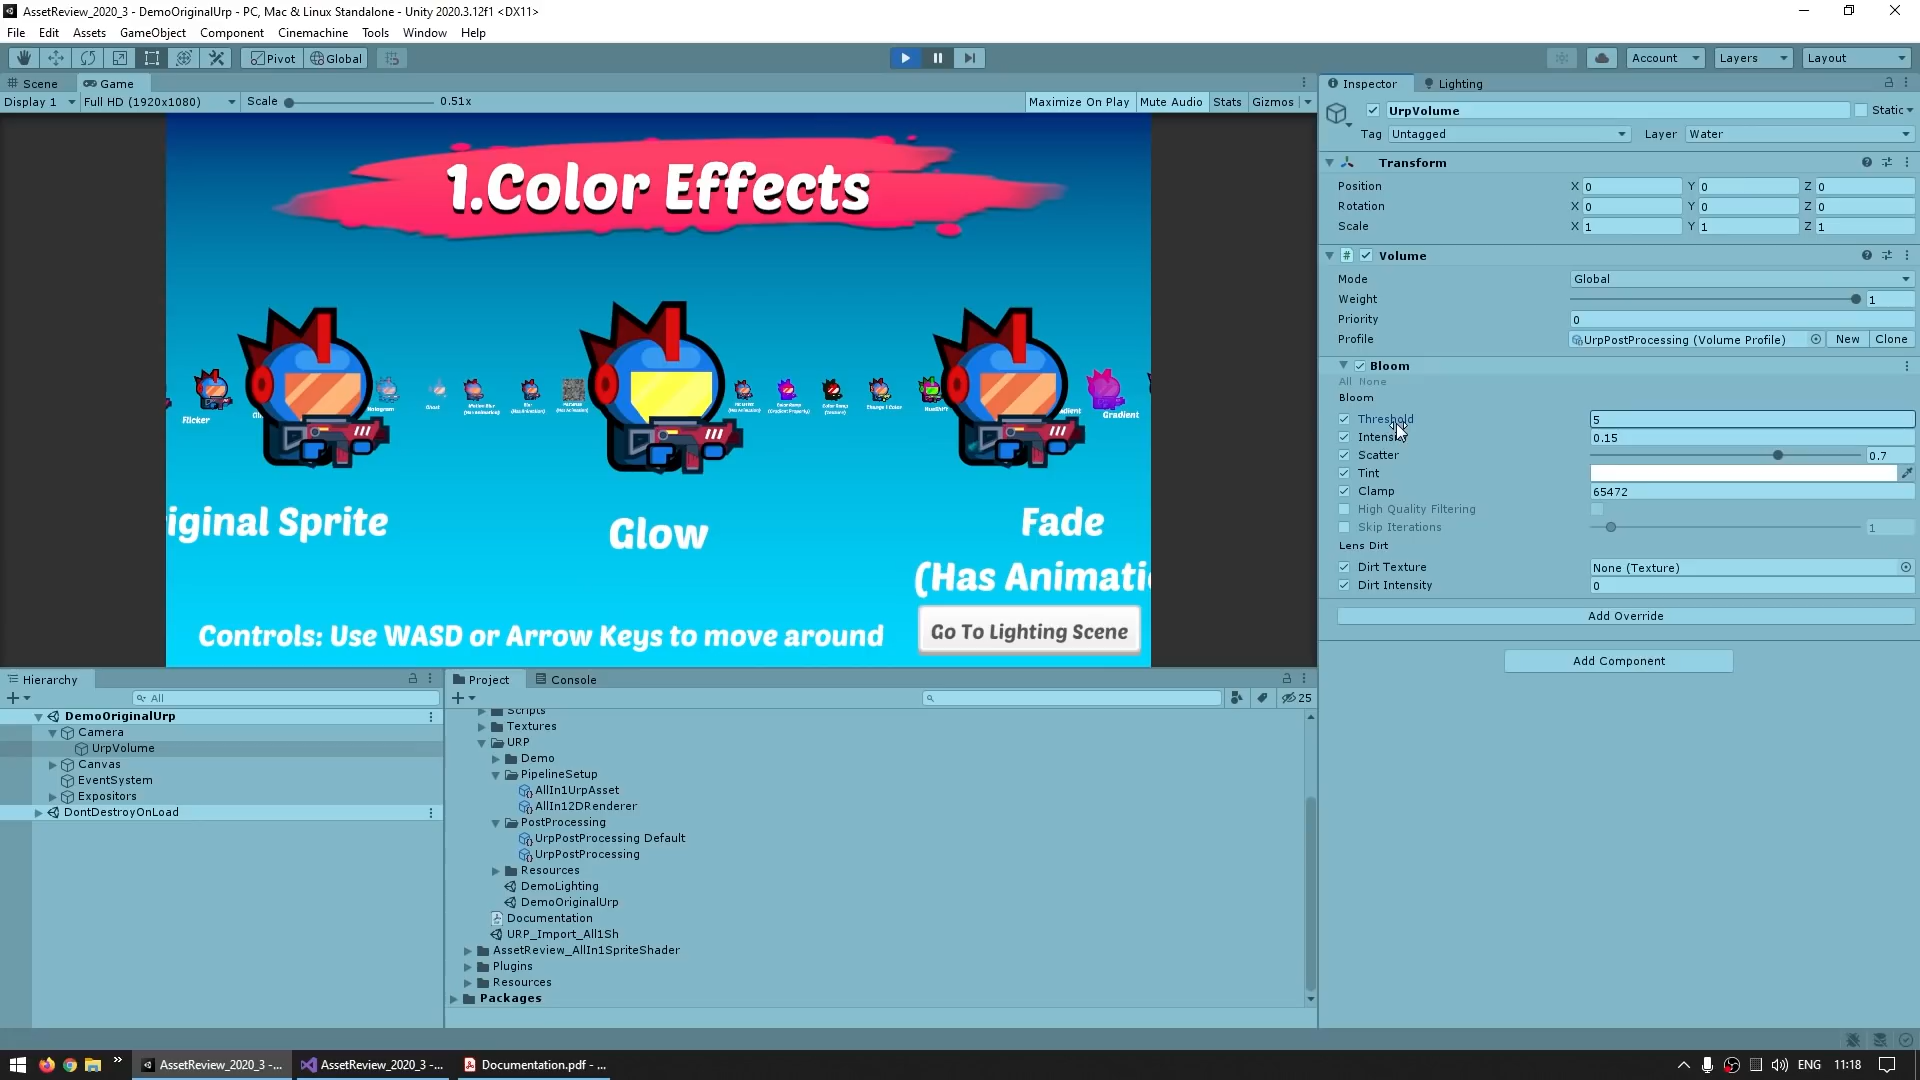 AssetReview_2020_3 - DemoOriginalUrp - PC, Mac & Linux Standalone - Unity 2020.3.12f1 <DX11>
File Edit Assets GameObject Component Cinemachine Tools Window Help
Pivot Global Account Layers Layout
Scene Game
Display 1 Full HD (1920x1080) Scale 0.51x Maximize On Play Mute Audio Stats Gizmos
1.Color Effects
Flicker
Hologram
Ghost
Gradient
iginal Sprite
Glow
Fade
(Has Animati
Controls: Use WASD or Arrow Keys to move around
Go To Lighting Scene
Inspector Lighting
UrpVolume Static
Tag Untagged Layer Water
Transform
Position X 0 Y 0 Z 0
Rotation X 0 Y 0 Z 0
Scale X 1 Y 1 Z 1
Volume
Mode Global
Weight 1
Priority 0
Profile UrpPostProcessing (Volume Profile) New Clone
Bloom
All None
Bloom
Threshold 5
0.15
Scatter 0.7
Tint
Clamp 65472
High Quality Filtering
Skip Iterations 1
Lens Dirt
Dirt Texture None (Texture)
Dirt Intensity 0
Add Override
Add Component
Hierarchy
All
DemoOriginalUrp
Camera
UrpVolume
Canvas
EventSystem
Expositors
DontDestroyOnLoad
Project Console
25
Scripts
Textures
URP
Demo
PipelineSetup
AllIn1UrpAsset
AllIn12DRenderer
PostProcessing
UrpPostProcessing Default
UrpPostProcessing
Resources
DemoLighting
DemoOriginalUrp
Documentation
URP_Import_All1Sh
AssetReview_AllIn1SpriteShader
Plugins
Resources
Packages
AssetReview_2020_3 -... AssetReview_2020_3 -... Documentation.pdf - ... ENG 11:18